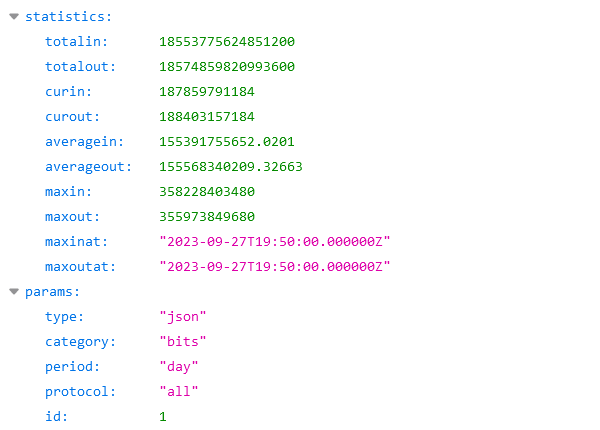 statistics:
totalin: 18553775624851200
totalout: 18574859820993600
curin: 187859791184
curout: 188403157184
averagein: 155391755652.0201
averageout: 155568340209.32663
maxin: 358228403480
maxout: 355973849680
maxinat: "2023-09-27T19:50:00.000000Z"
maxoutat: "2023-09-27T19:50:00.000000Z"
params:
type: "json"
category: "bits"
period: "day"
protocol: "all"
id: 1